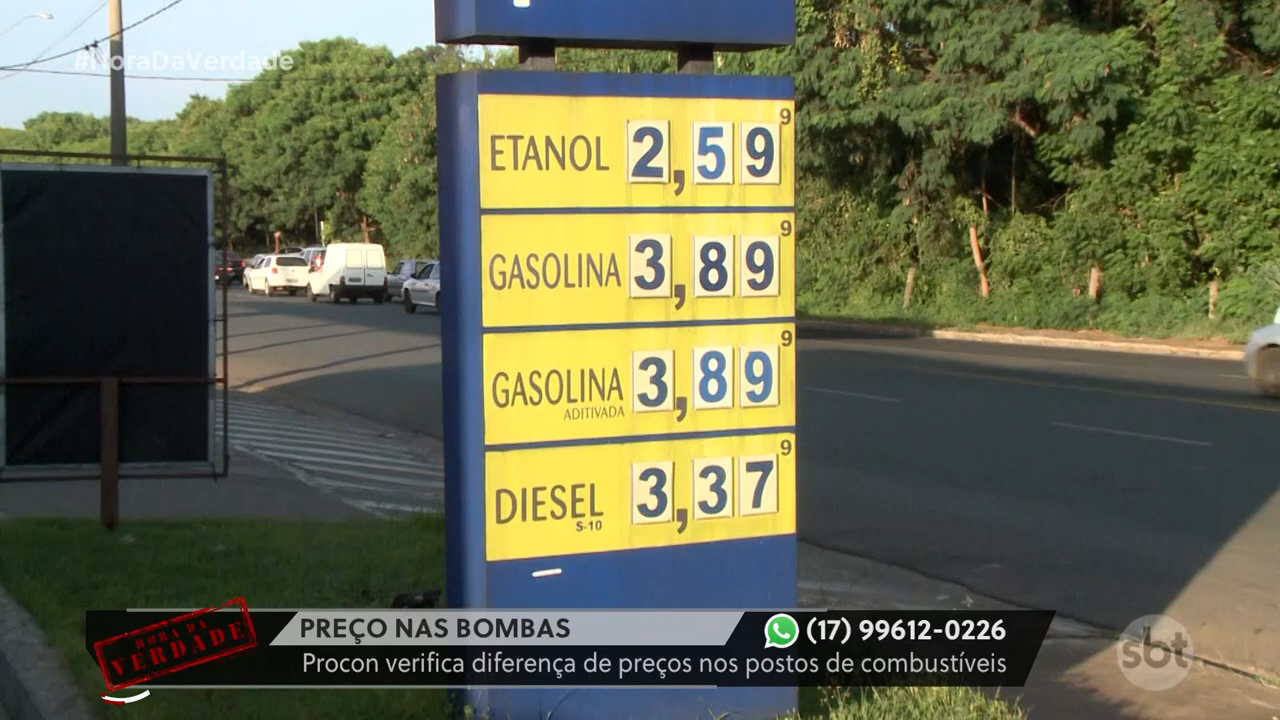 #HoraDaVerdade
ETANOL 2,59 9
GASOLINA 3,89 9
GASOLINA 3,89 9
ADITIVADA
DIESEL 3,37 9
S-10
HORA DA
VERDADE
PREÇO NAS BOMBAS
(17) 99612-0226
Procon verifica diferença de preços nos postos de combustíveis
sbt